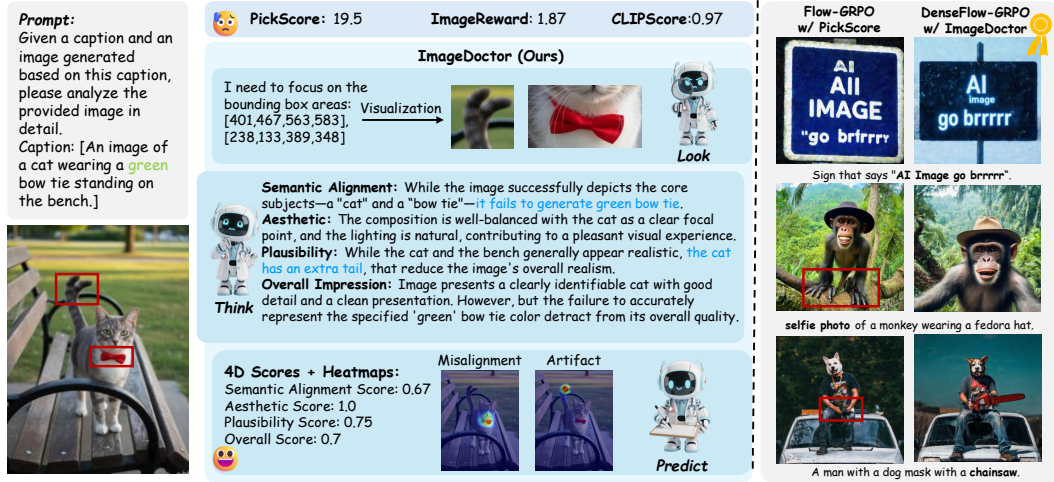 Prompt:
Given a caption and an
image generated
based on this caption,
please analyze the
provided image in
detail.
Caption: [An image of
a cat wearing a green
bow tie standing on
the bench.]
PickScore: 19.5 ImageReward: 1.87 CLIPScore:0.97
ImageDoctor (Ours)
I need to focus on the
bounding box areas:
[401,467,563,583],
[238,133,389,348]
Visualization
Look
Semantic Alignment: While the image successfully depicts the core
subjects—a "cat" and a "bow tie"—it fails to generate green bow tie.
Aesthetic: The composition is well-balanced with the cat as a clear focal
point, and the lighting is natural, contributing to a pleasant visual experience.
Plausibility: While the cat and the bench generally appear realistic, the cat
has an extra tail, that reduce the image's overall realism.
Overall Impression: Image presents a clearly identifiable cat with good
detail and a clean presentation. However, but the failure to accurately
represent the specified 'green' bow tie color detract from its overall quality.
Think
4D Scores + Heatmaps:
Semantic Alignment Score: 0.67
Aesthetic Score: 1.0
Plausibility Score: 0.75
Overall Score: 0.7
Misalignment Artifact
Predict
Flow-GRPO
w/ PickScore
DenseFlow-GRPO
w/ ImageDoctor
AI
AII
IMAGE
"go brfrrry
AI
image
go brrrrr
Sign that says "AI Image go brrrrr".
selfie photo of a monkey wearing a fedora hat.
A man with a dog mask with a chainsaw.